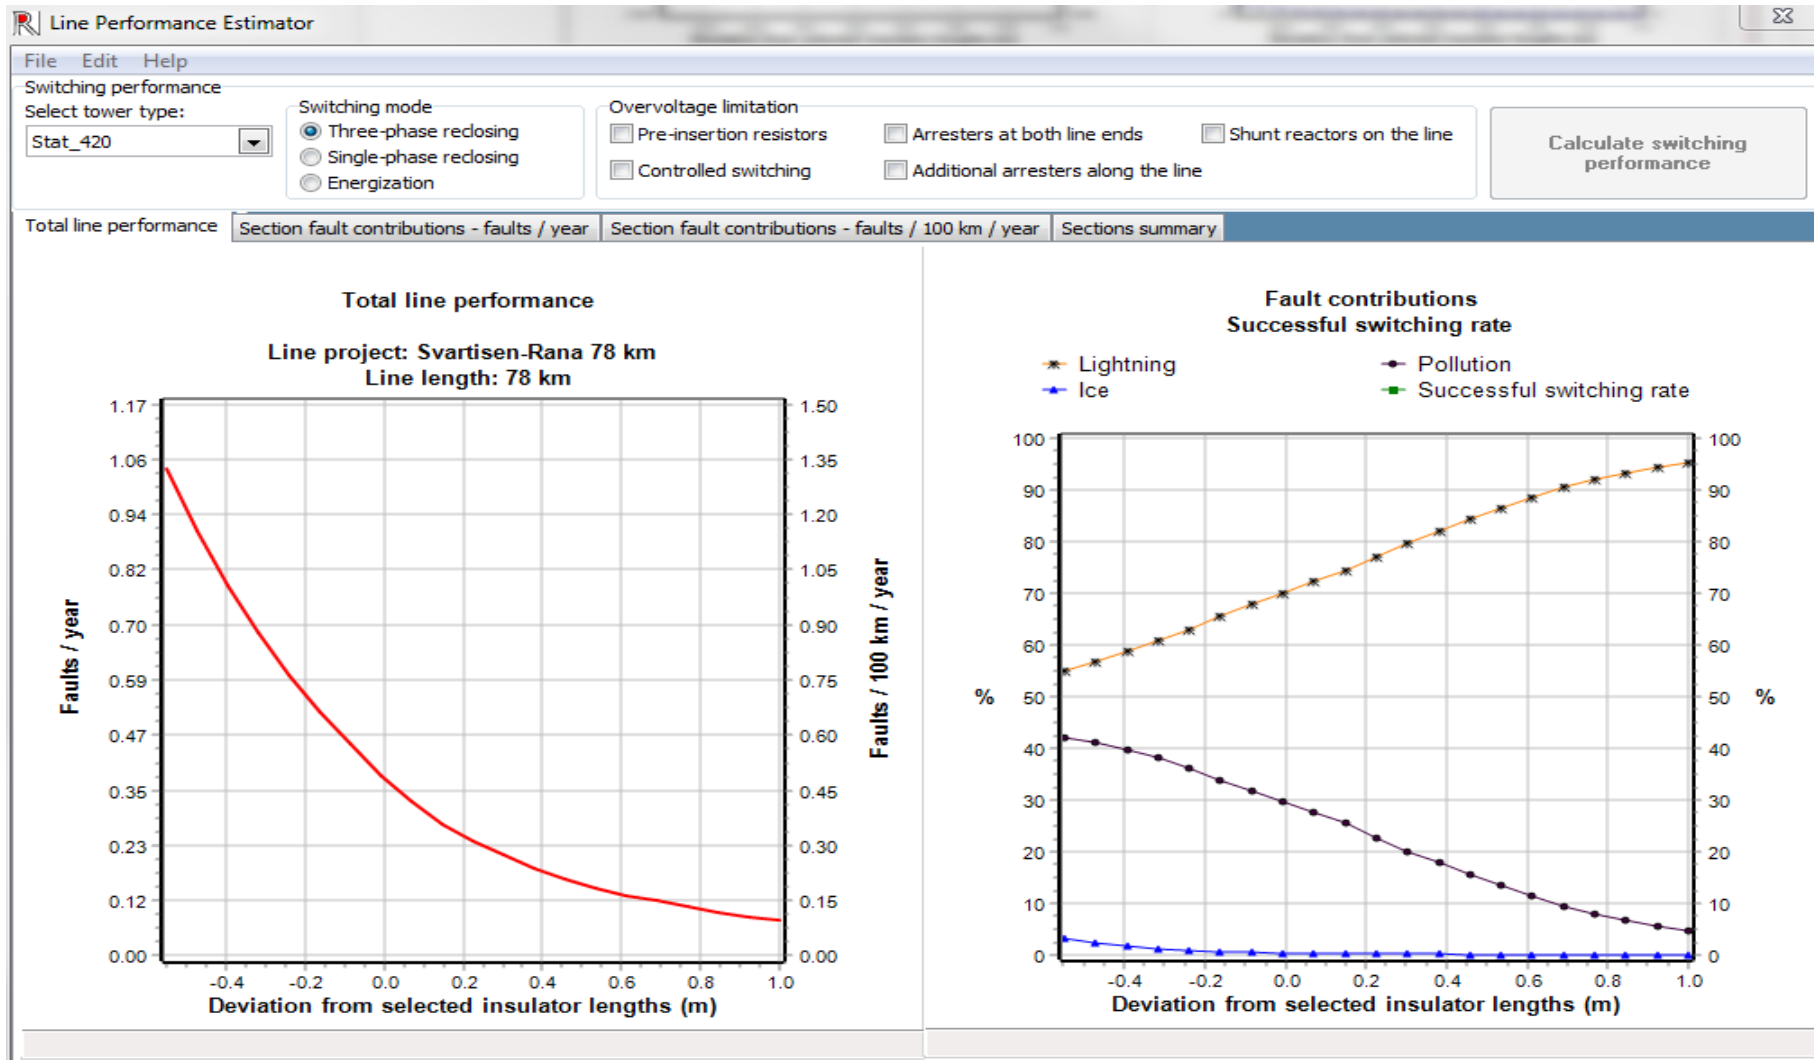 Line Performance Estimator
File Edit Help
Switching performance
Select tower type:
Stat_420
Switching mode
Three-phase reclosing
Single-phase reclosing
Energization
Overvoltage limitation
Pre-insertion resistors
Arresters at both line ends
Shunt reactors on the line
Controlled switching
Additional arresters along the line
Calculate switching
performance
Total line performance
Section fault contributions - faults / year
Section fault contributions - faults / 100 km / year
Sections summary
Total line performance
Line project: Svartisen-Rana 78 km
Line length: 78 km
1.17
1.06
0.94
0.82
0.70
0.59
0.47
0.35
0.23
0.12
0.00
Faults / year
1.50
1.35
1.20
1.05
0.90
0.75
0.60
0.45
0.30
0.15
0.00
Faults / 100 km / year
-0.4 -0.2 0.0 0.2 0.4 0.6 0.8 1.0
Deviation from selected insulator lengths (m)
Fault contributions
Successful switching rate
Lightning
Pollution
Ice
Successful switching rate
100
90
80
70
60
50
40
30
20
10
0
%
100
90
80
70
60
50
40
30
20
10
0
%
-0.4 -0.2 0.0 0.2 0.4 0.6 0.8 1.0
Deviation from selected insulator lengths (m)